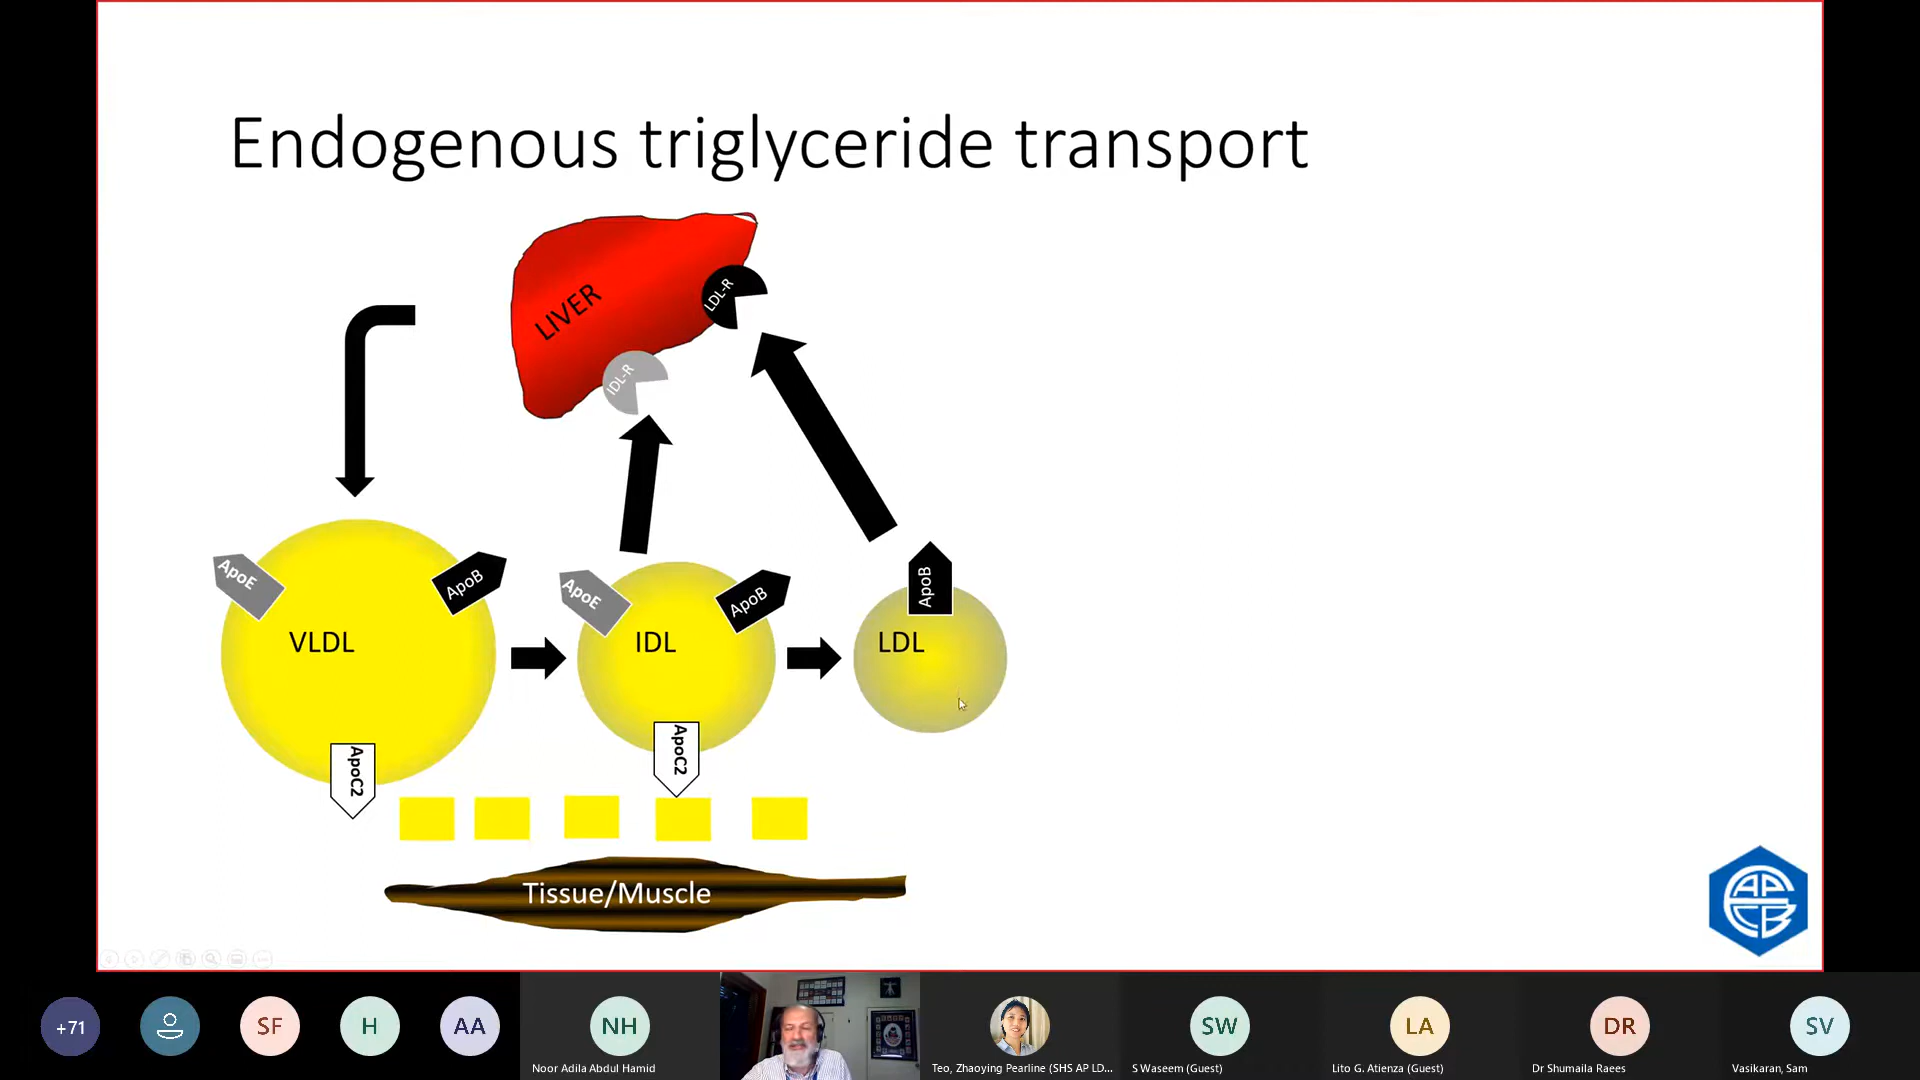 Endogenous triglyceride transport
LIVER
LDL-R
IDL-R
ApoE
ApoB
VLDL
ApoC2
ApoE
ApoB
IDL
ApoC2
ApoB
LDL
Tissue/Muscle
AP
CB
+71
SF
H
AA
NH
Noor Adila Abdul Hamid
Teo, Zhaoying Pearline (SHS AP LD...
SW
S Waseem (Guest)
LA
Lito G. Atienza (Guest)
DR
Dr Shumaila Raees
SV
Vasikaran, Sam